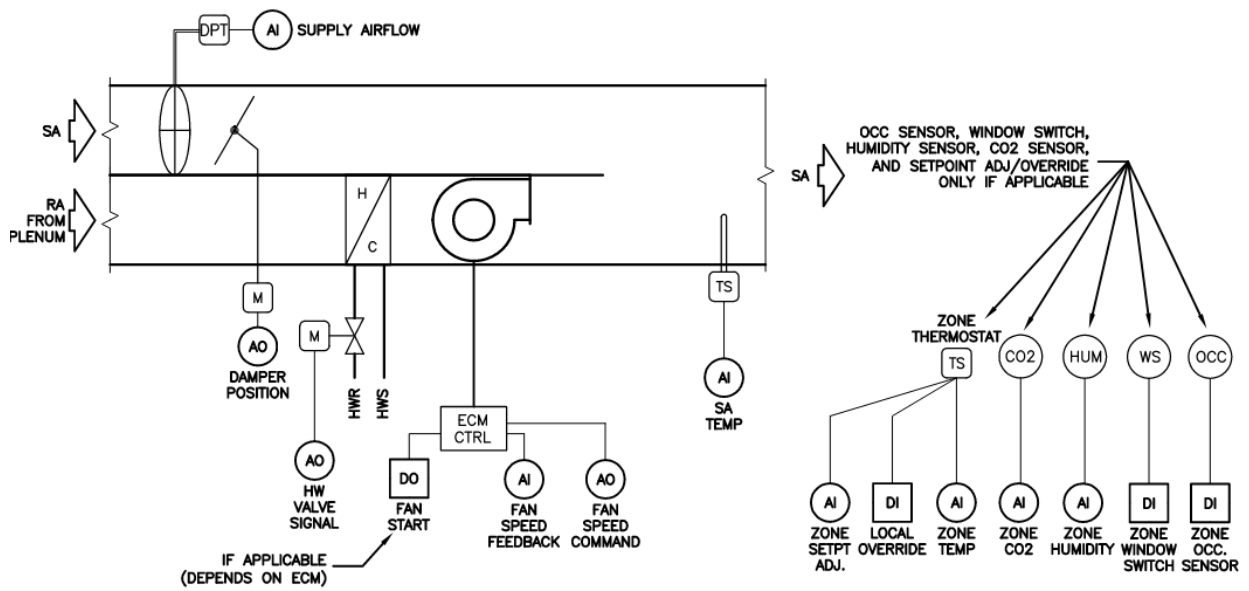 DPT
AI
SUPPLY AIRFLOW
SA
RA
FROM
PLENUM
H
C
M
AO
DAMPER
POSITION
M
AO
HW
VALVE
SIGNAL
HWR
HWS
ECM
CTRL
DO
FAN
START
AI
FAN
SPEED
FEEDBACK
AO
FAN
SPEED
COMMAND
IF APPLICABLE
(DEPENDS ON ECM)
TS
AI
SA
TEMP
SA
OCC SENSOR, WINDOW SWITCH,
HUMIDITY SENSOR, CO2 SENSOR,
AND SETPOINT ADJ/OVERRIDE
ONLY IF APPLICABLE
ZONE
THERMOSTAT
TS
CO2
HUM
WS
OCC
AI
ZONE
SETPT
ADJ.
DI
LOCAL
OVERRIDE
AI
ZONE
TEMP
AI
ZONE
CO2
AI
ZONE
HUMIDITY
DI
ZONE
WINDOW
SWITCH
DI
ZONE
OCC.
SENSOR